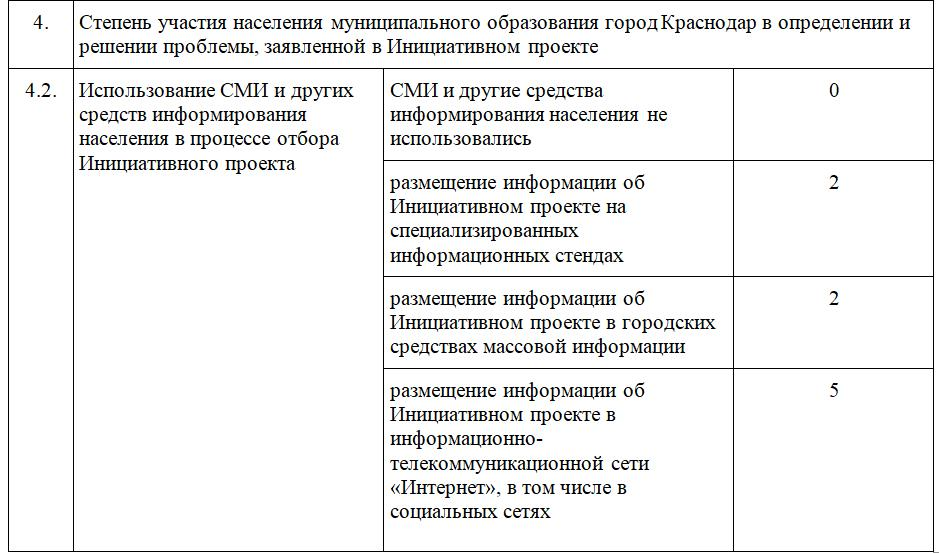 4.
Степень участия населения муниципального образования город Краснодар в определении и
решении проблемы, заявленной в Инициативном проекте
4.2.
Использование СМИ и других
средств информирования
населения в процессе отбора
Инициативного проекта
СМИ и другие средства
информирования населения не
использовались
0
размещение информации об
Инициативном проекте на
специализированных
информационных стендах
2
размещение информации об
Инициативном проекте в городских
средствах массовой информации
2
размещение информации об
Инициативном проекте в
информационно-
телекоммуникационной сети
«Интернет», в том числе в
социальных сетях
5